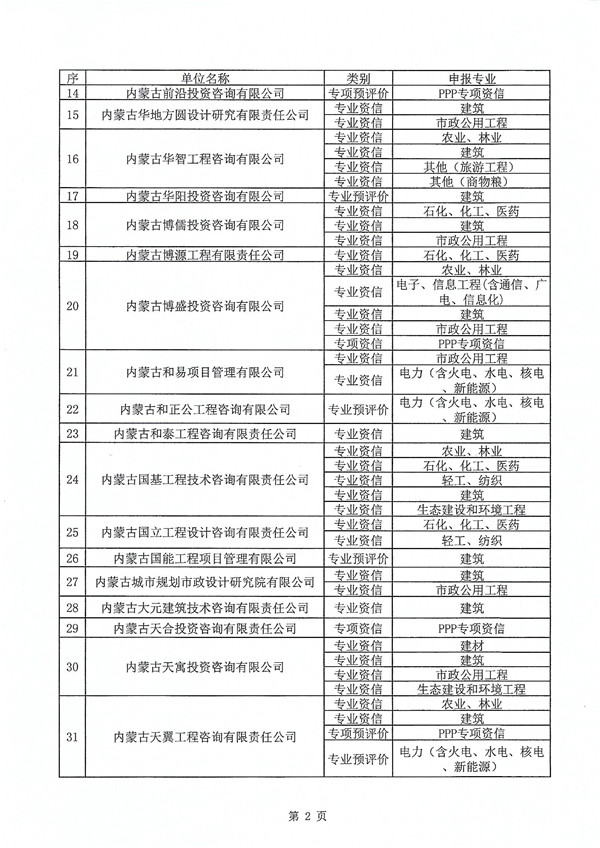 序 单位名称 类别 申报专业
14 内蒙古前沿投资咨询有限公司 专项预评价 PPP专项资信
15 内蒙古华地方圆设计研究有限责任公司 专业资信 建筑
专业资信 市政公用工程
16 内蒙古华智工程咨询有限公司 专业资信 农业、林业
专业资信 建筑
专业资信 其他（旅游工程）
专业资信 其他（商物粮）
17 内蒙古华阳投资咨询有限公司 专业预评价 建筑
18 内蒙古博儒投资咨询有限公司 专业资信 石化、化工、医药
专业资信 建筑
专业资信 市政公用工程
19 内蒙古博源工程有限责任公司 专业资信 石化、化工、医药
20 内蒙古博盛投资咨询有限公司 专业资信 农业、林业
专业资信 电子、信息工程(含通信、广
电、信息化)
专业资信 建筑
专业资信 市政公用工程
专项资信 PPP专项资信
21 内蒙古和易项目管理有限公司 专业资信 市政公用工程
专业资信 电力（含火电、水电、核电
、新能源）
22 内蒙古和正公工程咨询有限公司 专业预评价 电力（含火电、水电、核电
、新能源）
23 内蒙古和泰工程咨询有限责任公司 专业资信 建筑
24 内蒙古国基工程技术咨询有限责任公司 专业资信 农业、林业
专业资信 石化、化工、医药
专业资信 轻工、纺织
专业资信 建筑
专业资信 生态建设和环境工程
25 内蒙古国立工程设计咨询有限责任公司 专业资信 石化、化工、医药
专业资信 轻工、纺织
26 内蒙古国能工程项目管理有限公司 专业预评价 建筑
27 内蒙古城市规划市政设计研究院有限公司 专业资信 建筑
专业资信 市政公用工程
28 内蒙古大元建筑技术咨询有限责任公司 专业资信 建筑
29 内蒙古天合投资咨询有限责任公司 专项资信 PPP专项资信
30 内蒙古天寓投资咨询有限责任公司 专业资信 建材
专业资信 建筑
专业资信 市政公用工程
专业资信 生态建设和环境工程
31 内蒙古天翼工程咨询有限责任公司 专业资信 农业、林业
专业资信 建筑
专项预评价 PPP专项资信
专业预评价 电力（含火电、水电、核电
、新能源）
第 2 页